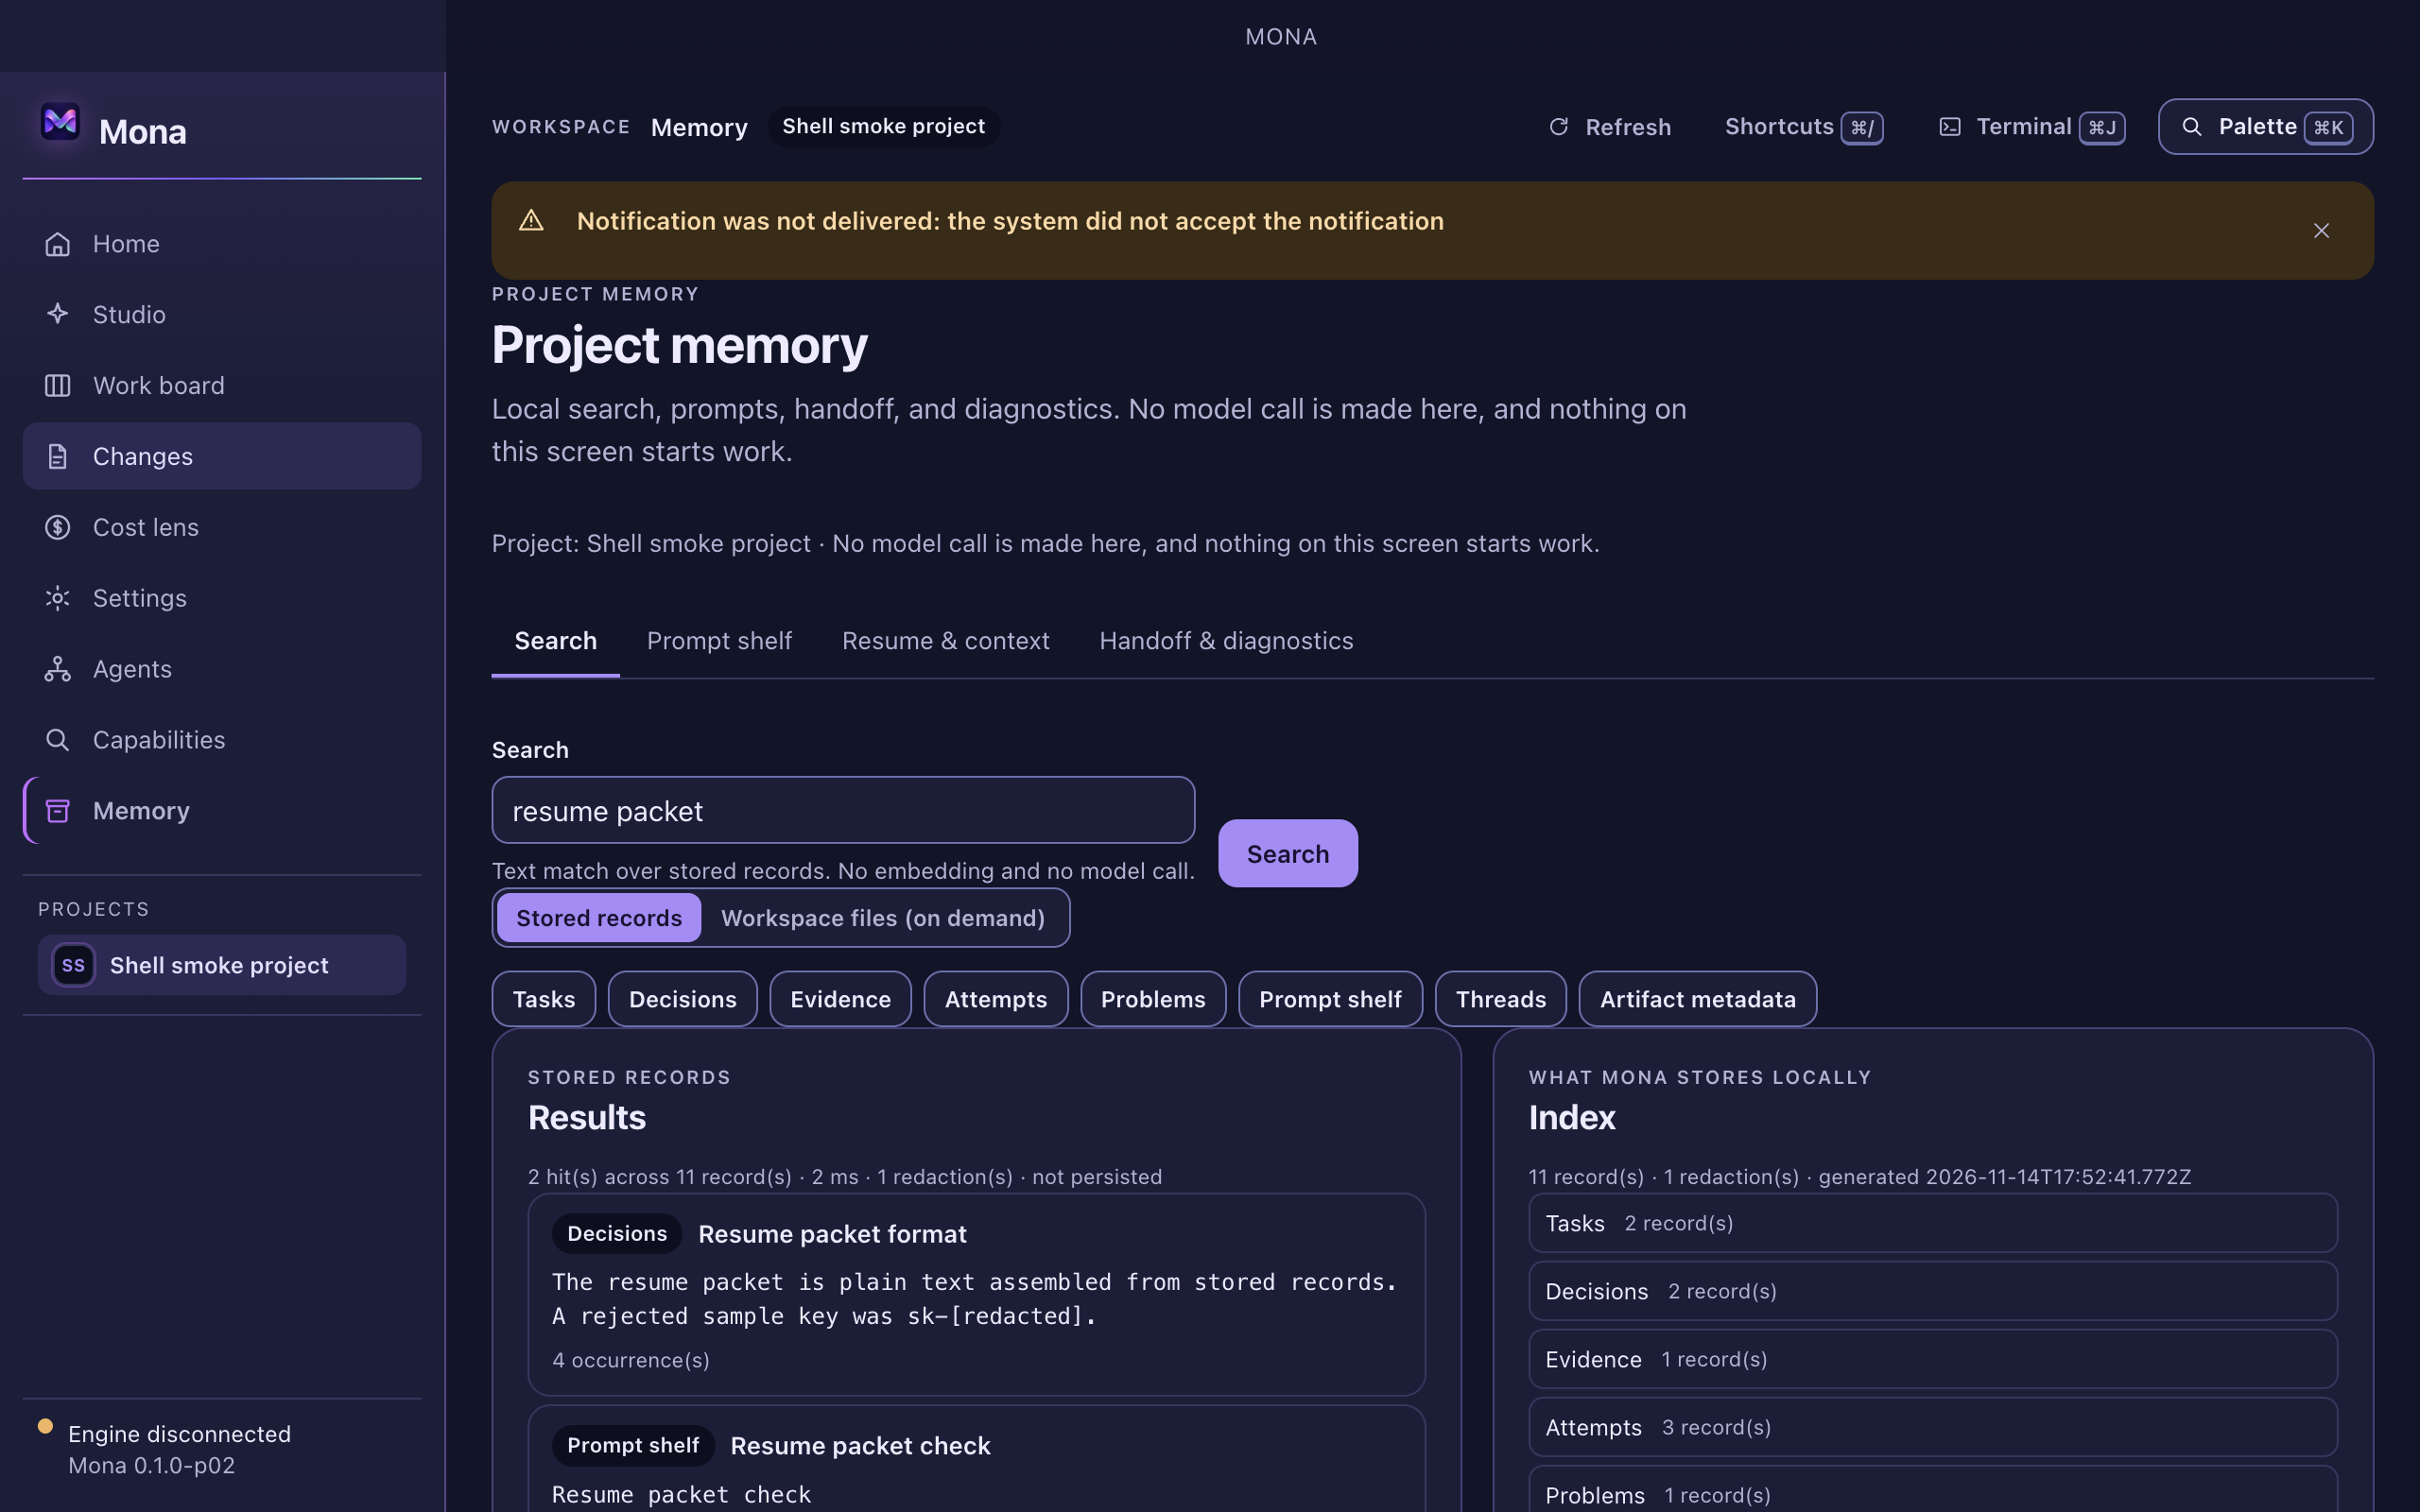 MONA
Mona
Home
Studio
Work board
Changes
Cost lens
Settings
Agents
Capabilities
Memory
PROJECTS
SS Shell smoke project
Engine disconnected
Mona 0.1.0-p02
WORKSPACE Memory Shell smoke project
Refresh Shortcuts ⌘/ Terminal ⌘J Palette ⌘K
Notification was not delivered: the system did not accept the notification
PROJECT MEMORY
Project memory
Local search, prompts, handoff, and diagnostics. No model call is made here, and nothing on
this screen starts work.
Project: Shell smoke project · No model call is made here, and nothing on this screen starts work.
Search Prompt shelf Resume & context Handoff & diagnostics
Search
resume packet
Search
Text match over stored records. No embedding and no model call.
Stored records Workspace files (on demand)
Tasks Decisions Evidence Attempts Problems Prompt shelf Threads Artifact metadata
STORED RECORDS
Results
2 hit(s) across 11 record(s) · 2 ms · 1 redaction(s) · not persisted
Decisions Resume packet format
The resume packet is plain text assembled from stored records.
A rejected sample key was sk-[redacted].
4 occurrence(s)
Prompt shelf Resume packet check
Resume packet check
WHAT MONA STORES LOCALLY
Index
11 record(s) · 1 redaction(s) · generated 2026-11-14T17:52:41.772Z
Tasks 2 record(s)
Decisions 2 record(s)
Evidence 1 record(s)
Attempts 3 record(s)
Problems 1 record(s)